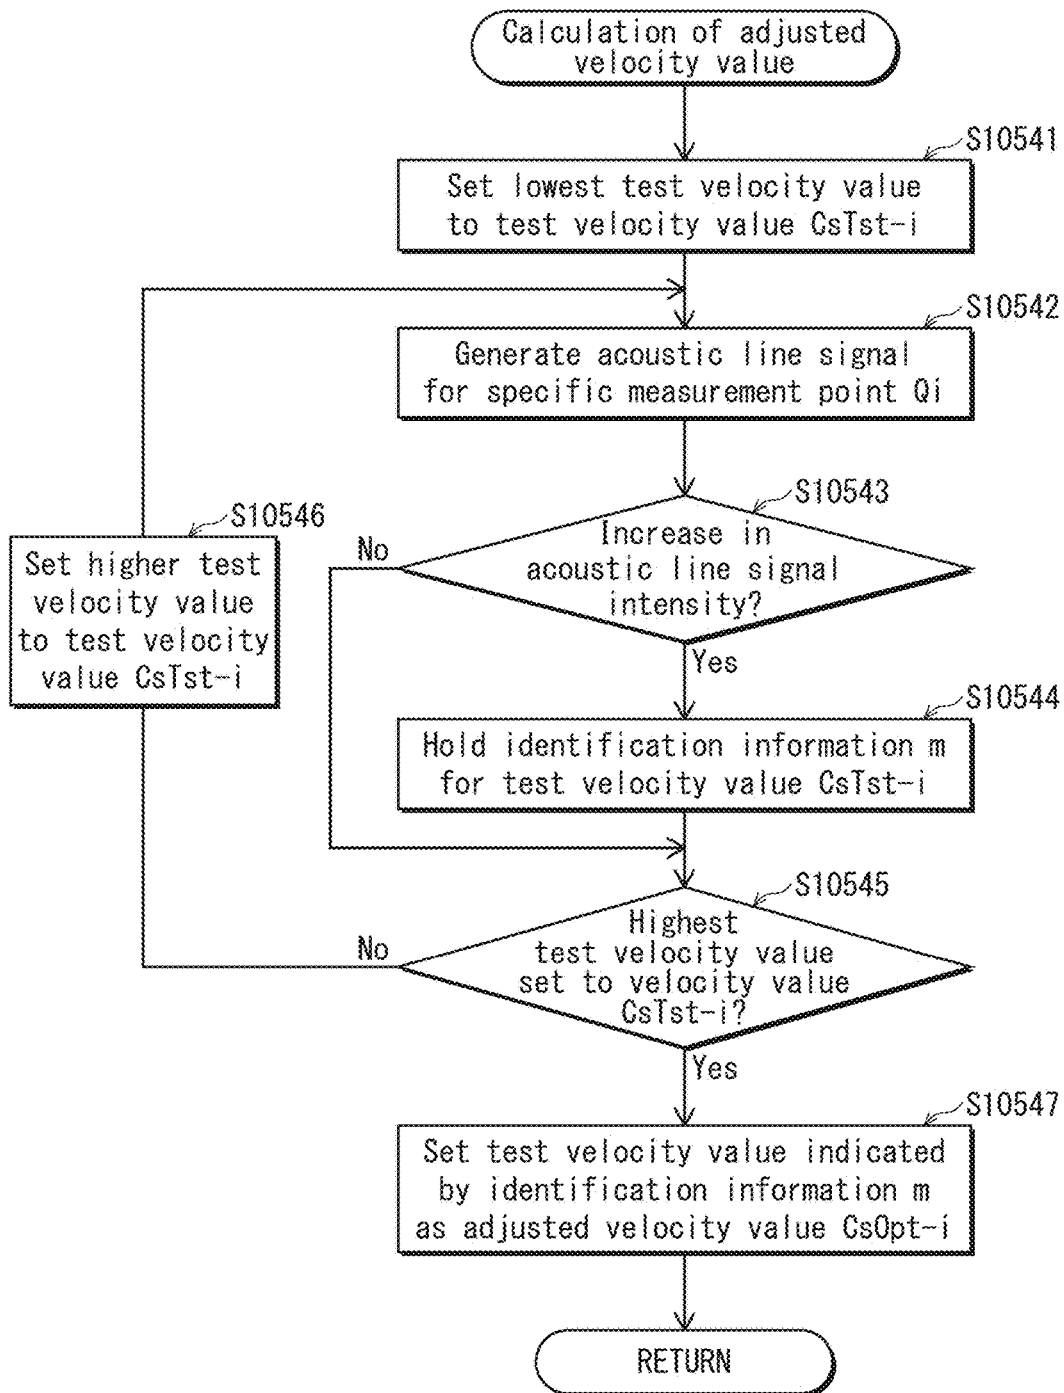 Calculation of adjusted
velocity value
S10541
Set lowest test velocity value
to test velocity value CsTst-i
S10542
Generate acoustic line signal
for specific measurement point Qi
S10543
Increase in
acoustic line signal
intensity?
No
Yes
S10546
Set higher test
velocity value
to test velocity
value CsTst-i
S10544
Hold identification information m
for test velocity value CsTst-i
S10545
Highest
test velocity value
set to velocity value
CsTst-i?
No
Yes
S10547
Set test velocity value indicated
by identification information m
as adjusted velocity value CsOpt-i
RETURN